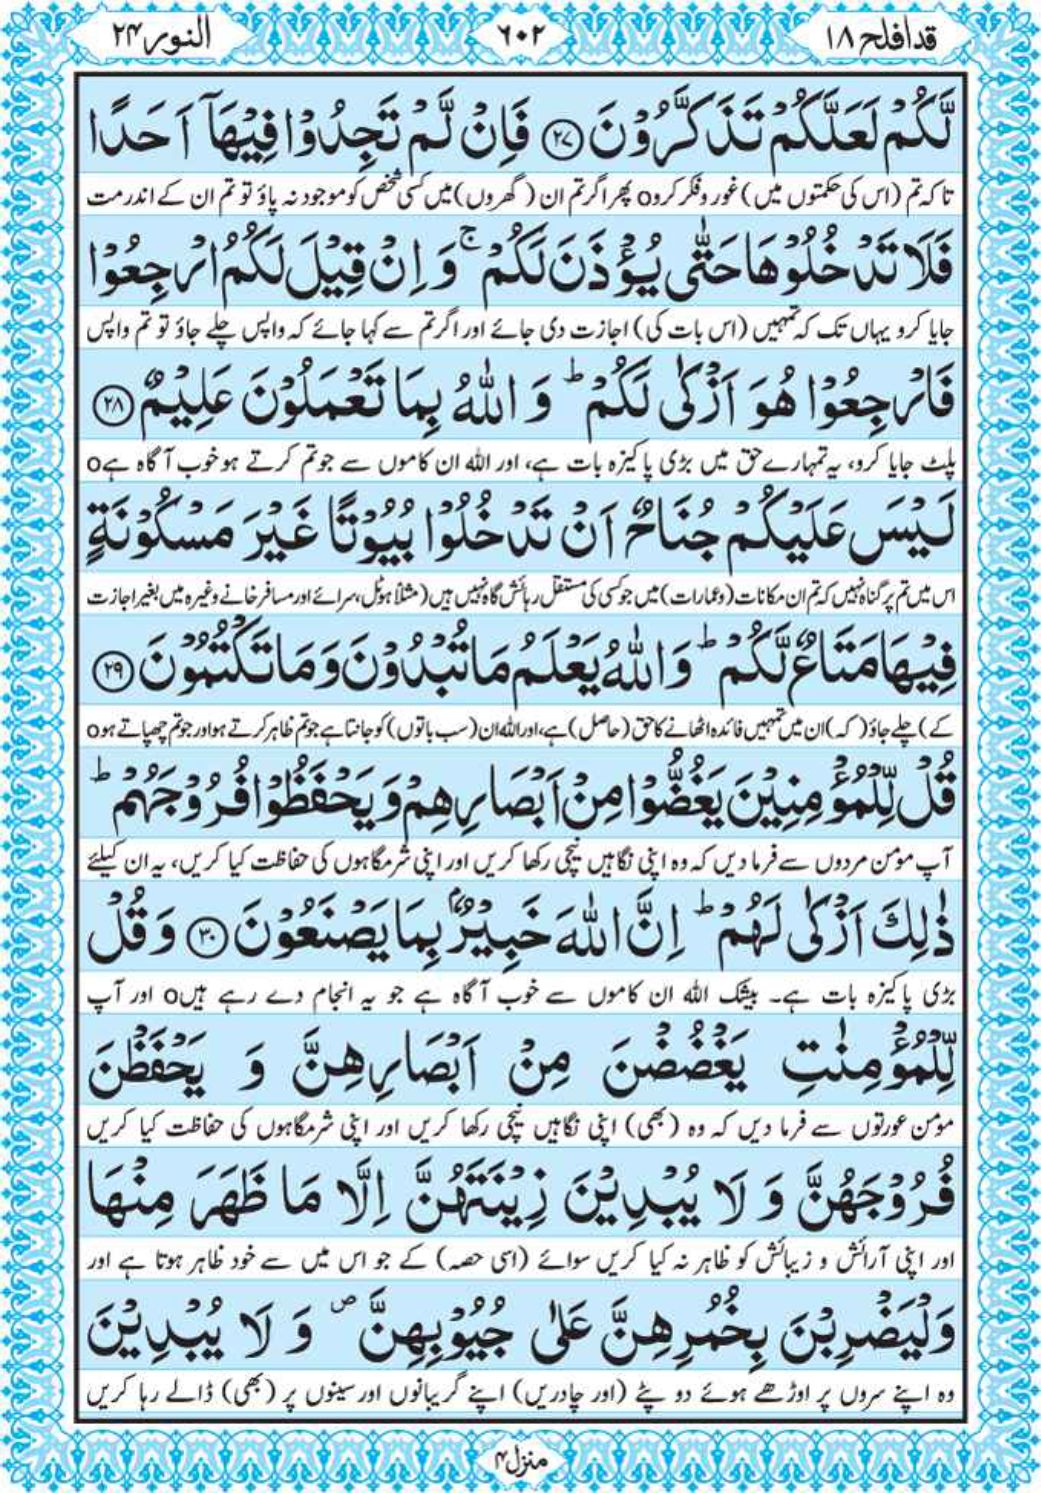 قدافلح ١٨
٦٠٢
النور ٢٤
لَّكُمْ لَعَلَّكُمْ تَذَكَّرُوْنَ ﴿٢٧﴾ فَاِنْ لَّمْ تَجِدُوْا فِيْهَاۤ اَحَدًا
تاکہ تم (اس کی حکمتوں میں) غور و فکر کرو0 پھر اگر تم ان (گھروں) میں کسی شخص کو موجود نہ پاؤ تو تم ان کے اندر مت
فَلَا تَدْخُلُوْهَا حَتّٰى يُؤْذَنَ لَكُمْ ۚ وَ اِنْ قِيْلَ لَكُمُ ارْجِعُوْا
جایا کرو یہاں تک کہ تمہیں (اس بات کی) اجازت دی جائے اور اگر تم سے کہا جائے کہ واپس چلے جاؤ تو تم واپس
فَارْجِعُوْا هُوَ اَزْكٰى لَكُمْ ؕ وَ اللّٰهُ بِمَا تَعْمَلُوْنَ عَلِيْمٌ ﴿٢٨﴾
پلٹ جایا کرو، یہ تمہارے حق میں بڑی پاکیزہ بات ہے، اور اللہ ان کاموں سے جو تم کرتے ہو خوب آگاہ ہے0
لَيْسَ عَلَيْكُمْ جُنَاحٌ اَنْ تَدْخُلُوْا بُيُوْتًا غَيْرَ مَسْكُوْنَةٍ
اس میں تم پر گناہ نہیں کہ تم ان مکانات (و عمارات) میں جو کسی کی مستقل رہائش گاہ نہیں ہیں (مثلاً ہوٹل، سرائے اور مسافر خانے وغیرہ میں بغیر اجازت
فِيْهَا مَتَاعٌ لَّكُمْ ؕ وَاللّٰهُ يَعْلَمُ مَا تُبْدُوْنَ وَمَا تَكْتُمُوْنَ ﴿٢٩﴾
کے) چلے جاؤ (کہ) ان میں تمہیں فائدہ اٹھانے کا حق (حاصل) ہے، اور اللہ ان (سب باتوں) کو جانتا ہے جو تم ظاہر کرتے ہو اور جو تم چھپاتے ہو0
قُلْ لِّلْمُؤْمِنِيْنَ يَغُضُّوْا مِنْ اَبْصَارِهِمْ وَيَحْفَظُوْا فُرُوْجَهُمْ ؕ
آپ مومن مردوں سے فرما دیں کہ وہ اپنی نگاہیں نیچی رکھا کریں اور اپنی شرمگاہوں کی حفاظت کیا کریں، یہ ان کیلئے
ذٰلِكَ اَزْكٰى لَهُمْ ؕ اِنَّ اللّٰهَ خَبِيْرٌۢ بِمَا يَصْنَعُوْنَ ﴿٣٠﴾ وَقُلْ
بڑی پاکیزہ بات ہے۔ بیشک اللہ ان کاموں سے خوب آگاہ ہے جو یہ انجام دے رہے ہیں0 اور آپ
لِّلْمُؤْمِنٰتِ يَغْضُضْنَ مِنْ اَبْصَارِهِنَّ وَ يَحْفَظْنَ
مومن عورتوں سے فرما دیں کہ وہ (بھی) اپنی نگاہیں نیچی رکھا کریں اور اپنی شرمگاہوں کی حفاظت کیا کریں
فُرُوْجَهُنَّ وَ لَا يُبْدِيْنَ زِيْنَتَهُنَّ اِلَّا مَا ظَهَرَ مِنْهَا
اور اپنی آرائش و زیبائش کو ظاہر نہ کیا کریں سوائے (اسی حصہ) کے جو اس میں سے خود ظاہر ہوتا ہے اور
وَلْيَضْرِبْنَ بِخُمُرِهِنَّ عَلٰى جُيُوْبِهِنَّ ۪ وَ لَا يُبْدِيْنَ
وہ اپنے سروں پر اوڑھے ہوئے دو پٹے (اور چادریں) اپنے گریبانوں اور سینوں پر (بھی) ڈالے رہا کریں
منزل ٤